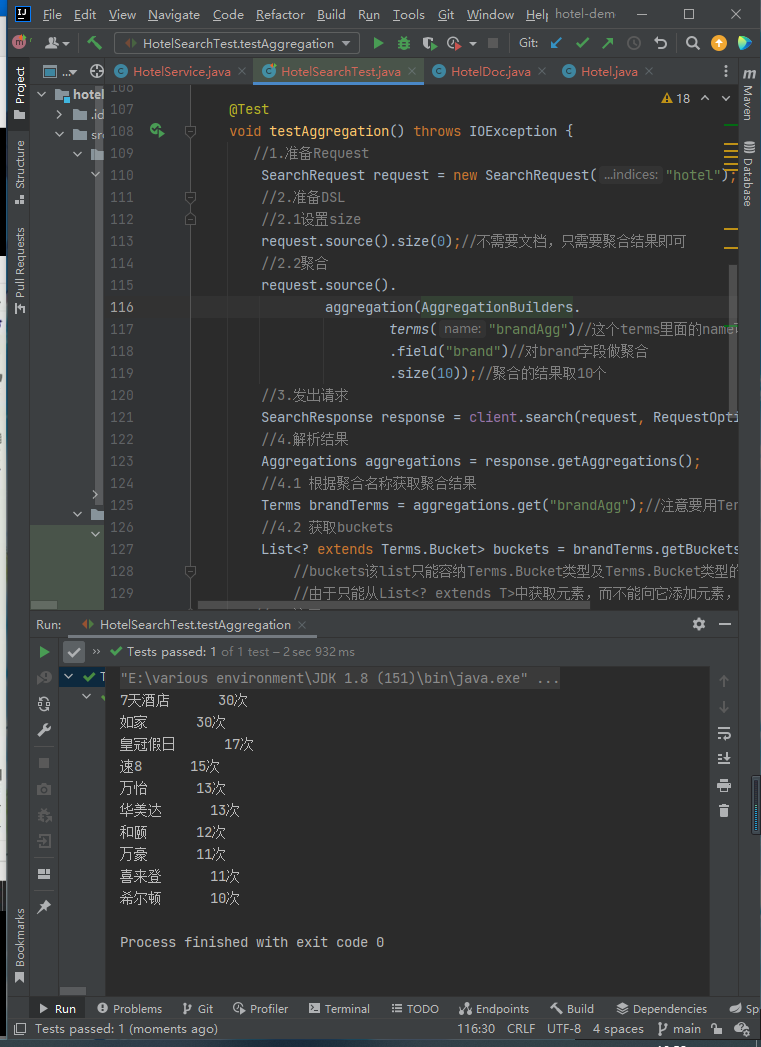 File Edit View Navigate Code Refactor Build Run Tools Git Window Help hotel-dem
HotelSearchTest.testAggregation Git:
HotelService.java HotelSearchTest.java HotelDoc.java Hotel.java
Project
Structure
Pull Requests
Bookmarks
Maven
Database
hotel
.id
src
18
106
107 @Test
108 void testAggregation() throws IOException {
109 //1.准备Request
110 SearchRequest request = new SearchRequest( ...indices: "hotel");
111 //2.准备DSL
112 //2.1设置size
113 request.source().size(0);//不需要文档，只需要聚合结果即可
114 //2.2聚合
115 request.source().
116 aggregation(AggregationBuilders.
117 terms( name: "brandAgg")//这个terms里面的name
118 .field("brand")//对brand字段做聚合
119 .size(10));//聚合的结果取10个
120 //3.发出请求
121 SearchResponse response = client.search(request, RequestOpti
122 //4.解析结果
123 Aggregations aggregations = response.getAggregations();
124 //4.1 根据聚合名称获取聚合结果
125 Terms brandTerms = aggregations.get("brandAgg");//注意要用Ter
126 //4.2 获取buckets
127 List<? extends Terms.Bucket> buckets = brandTerms.getBuckets
128 //buckets该list只能容纳Terms.Bucket类型及Terms.Bucket类型的
129 //由于只能从List<? extends T>中获取元素，而不能向它添加元素，
Run: HotelSearchTest.testAggregation
Tests passed: 1 of 1 test – 2 sec 932 ms
"E:\various environment\JDK 1.8 (151)\bin\java.exe" ...
7天酒店 30次
如家 30次
皇冠假日 17次
速8 15次
万怡 13次
华美达 13次
和颐 12次
万豪 11次
喜来登 11次
希尔顿 10次
Process finished with exit code 0
Run Problems Git Profiler Terminal TODO Endpoints Build Dependencies Sp
Tests passed: 1 (moments ago) 116:30 CRLF UTF-8 4 spaces main